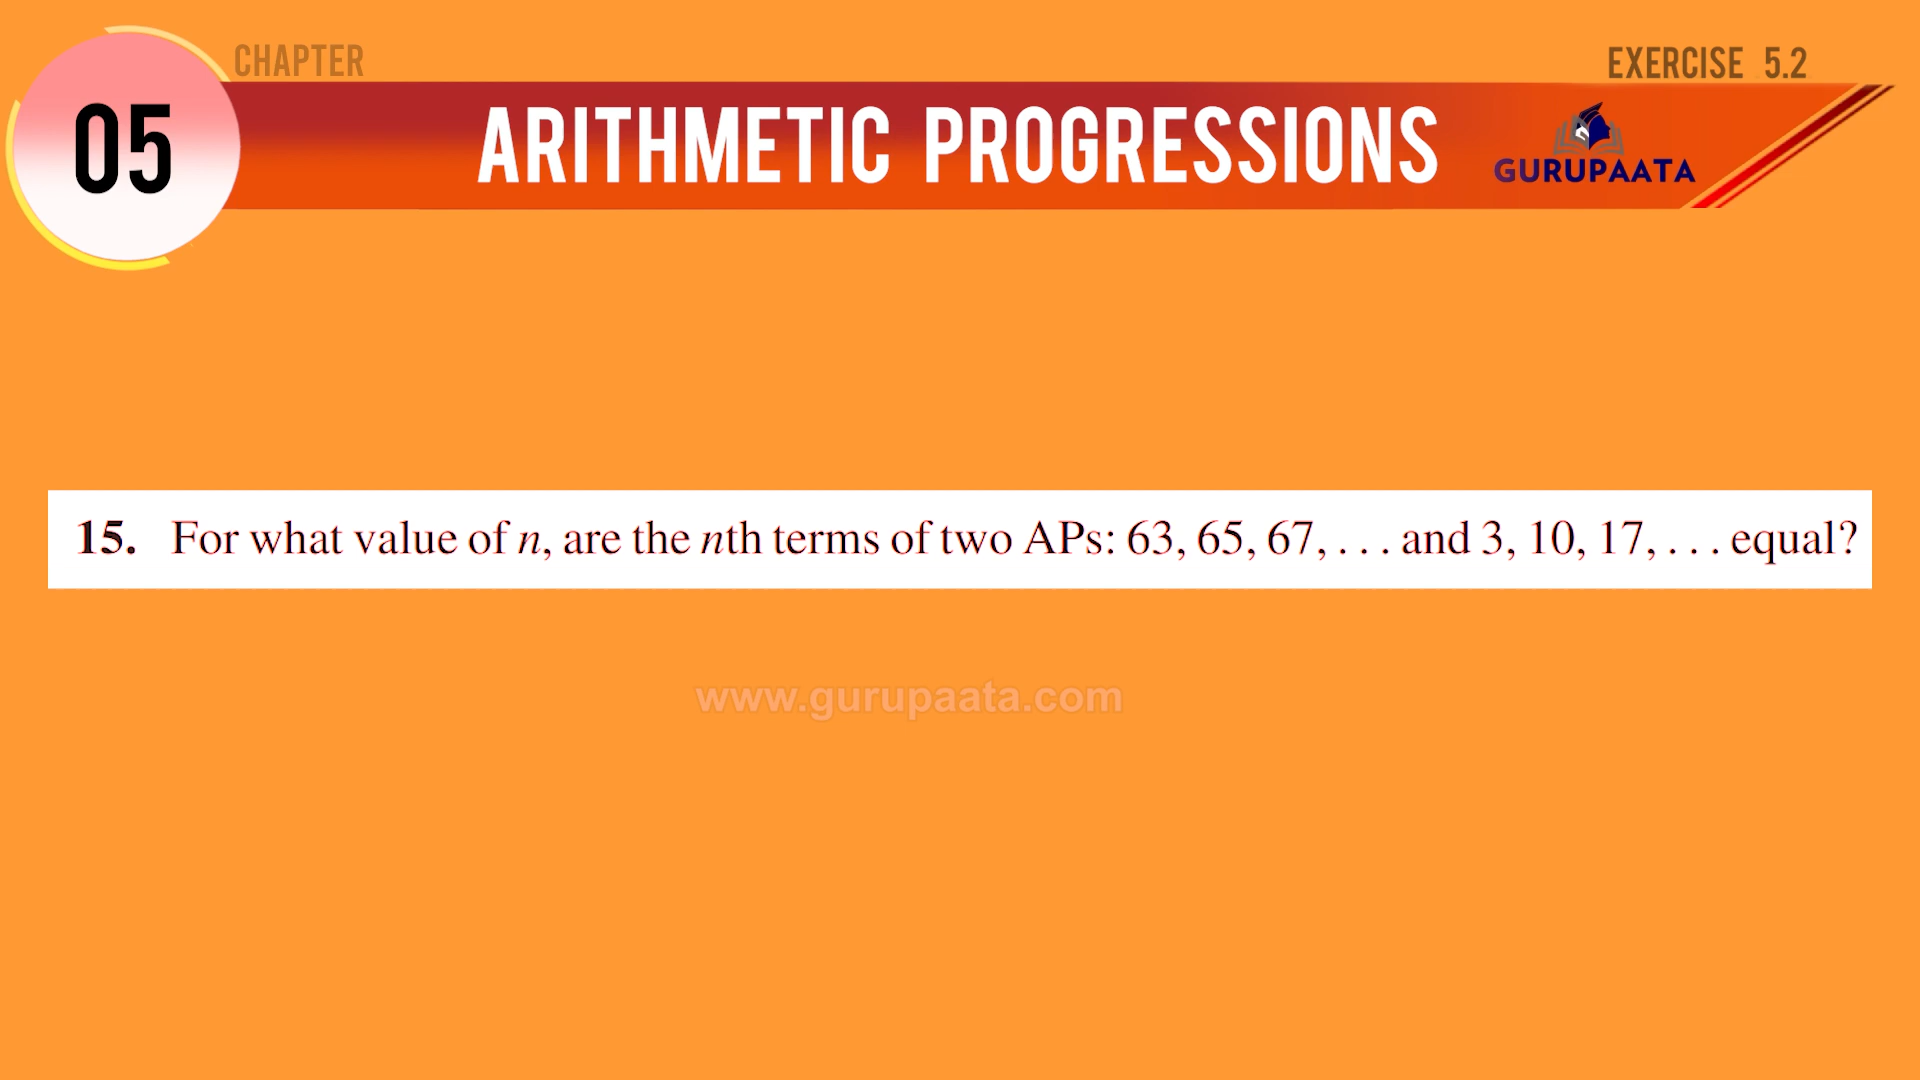 CHAPTER
EXERCISE 5.2
05
ARITHMETIC PROGRESSIONS
GURUPAATA
15. For what value of n, are the nth terms of two APs: 63, 65, 67, . . . and 3, 10, 17, . . . equal?
www.gurupaata.com